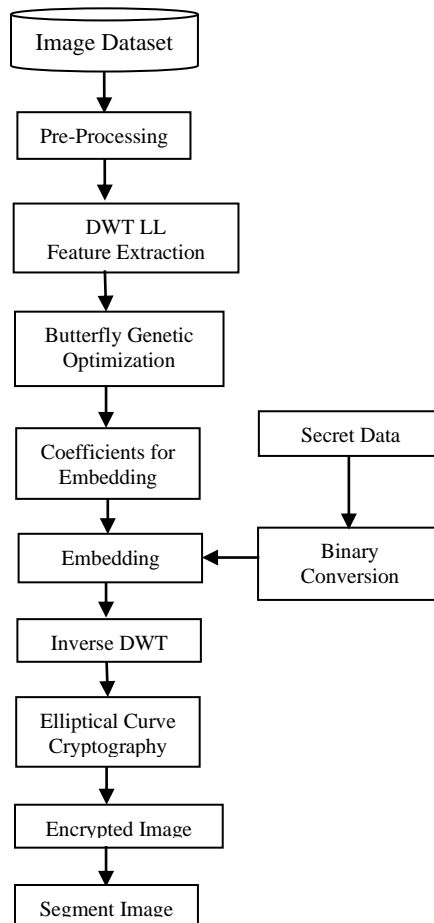 Image Dataset
Pre-Processing
DWT LL
Feature Extraction
Butterfly Genetic
Optimization
Coefficients for
Embedding
Secret Data
Embedding
Binary
Conversion
Inverse DWT
Elliptical Curve
Cryptography
Encrypted Image
Segment Image